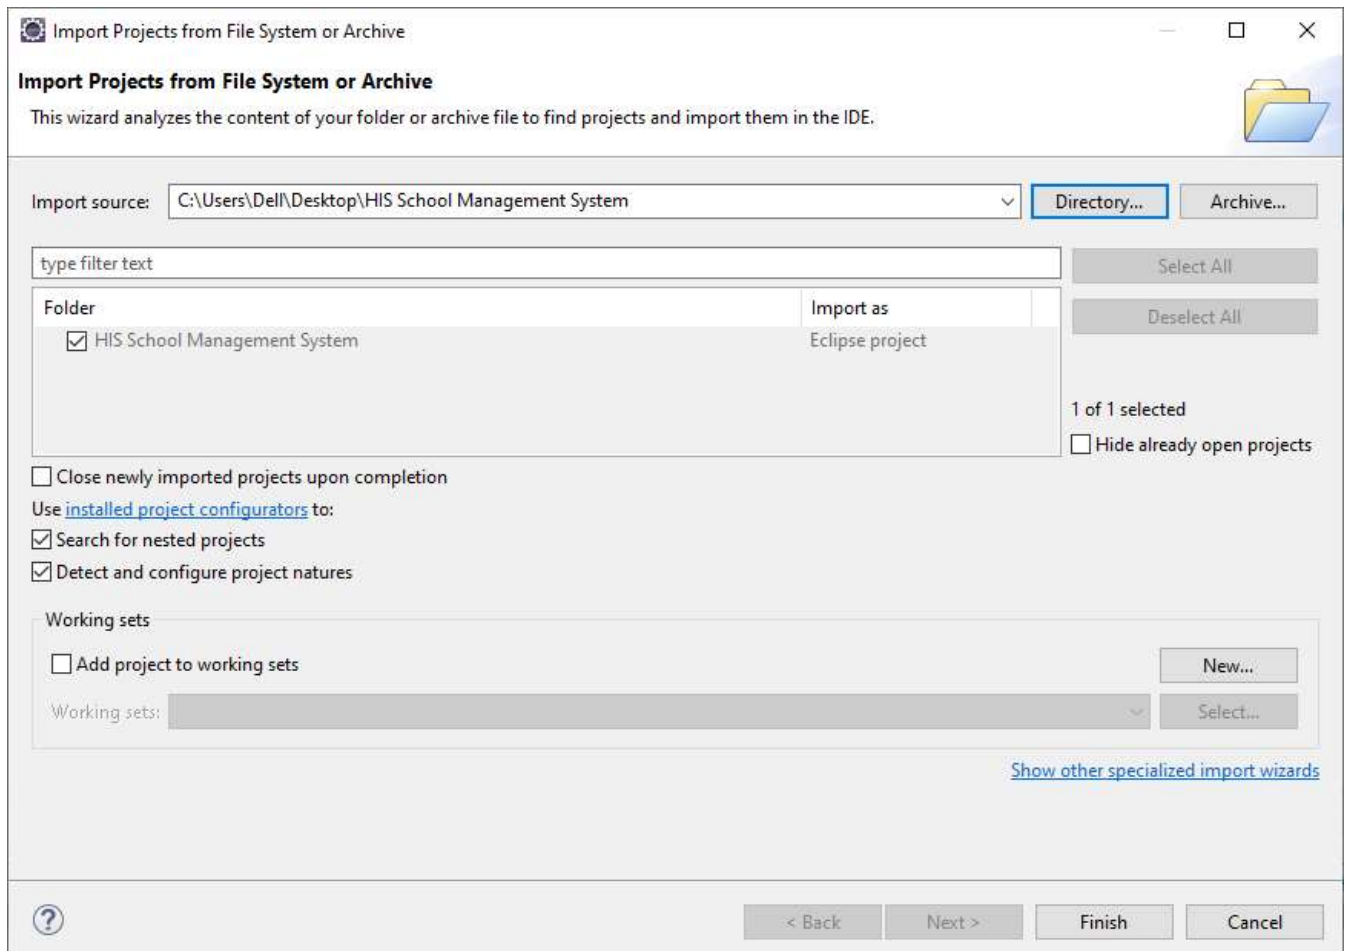 Import Projects from File System or Archive
Import Projects from File System or Archive
This wizard analyzes the content of your folder or archive file to find projects and import them in the IDE.
Import source: C:\Users\Dell\Desktop\HIS School Management System Directory... Archive...
type filter text Select All
Folder Import as
Deselect All
HIS School Management System Eclipse project
1 of 1 selected
Hide already open projects
Close newly imported projects upon completion
Use installed project configurators to:
Search for nested projects
Detect and configure project natures
Working sets
Add project to working sets New...
Working sets: Select...
Show other specialized import wizards
? < Back Next > Finish Cancel